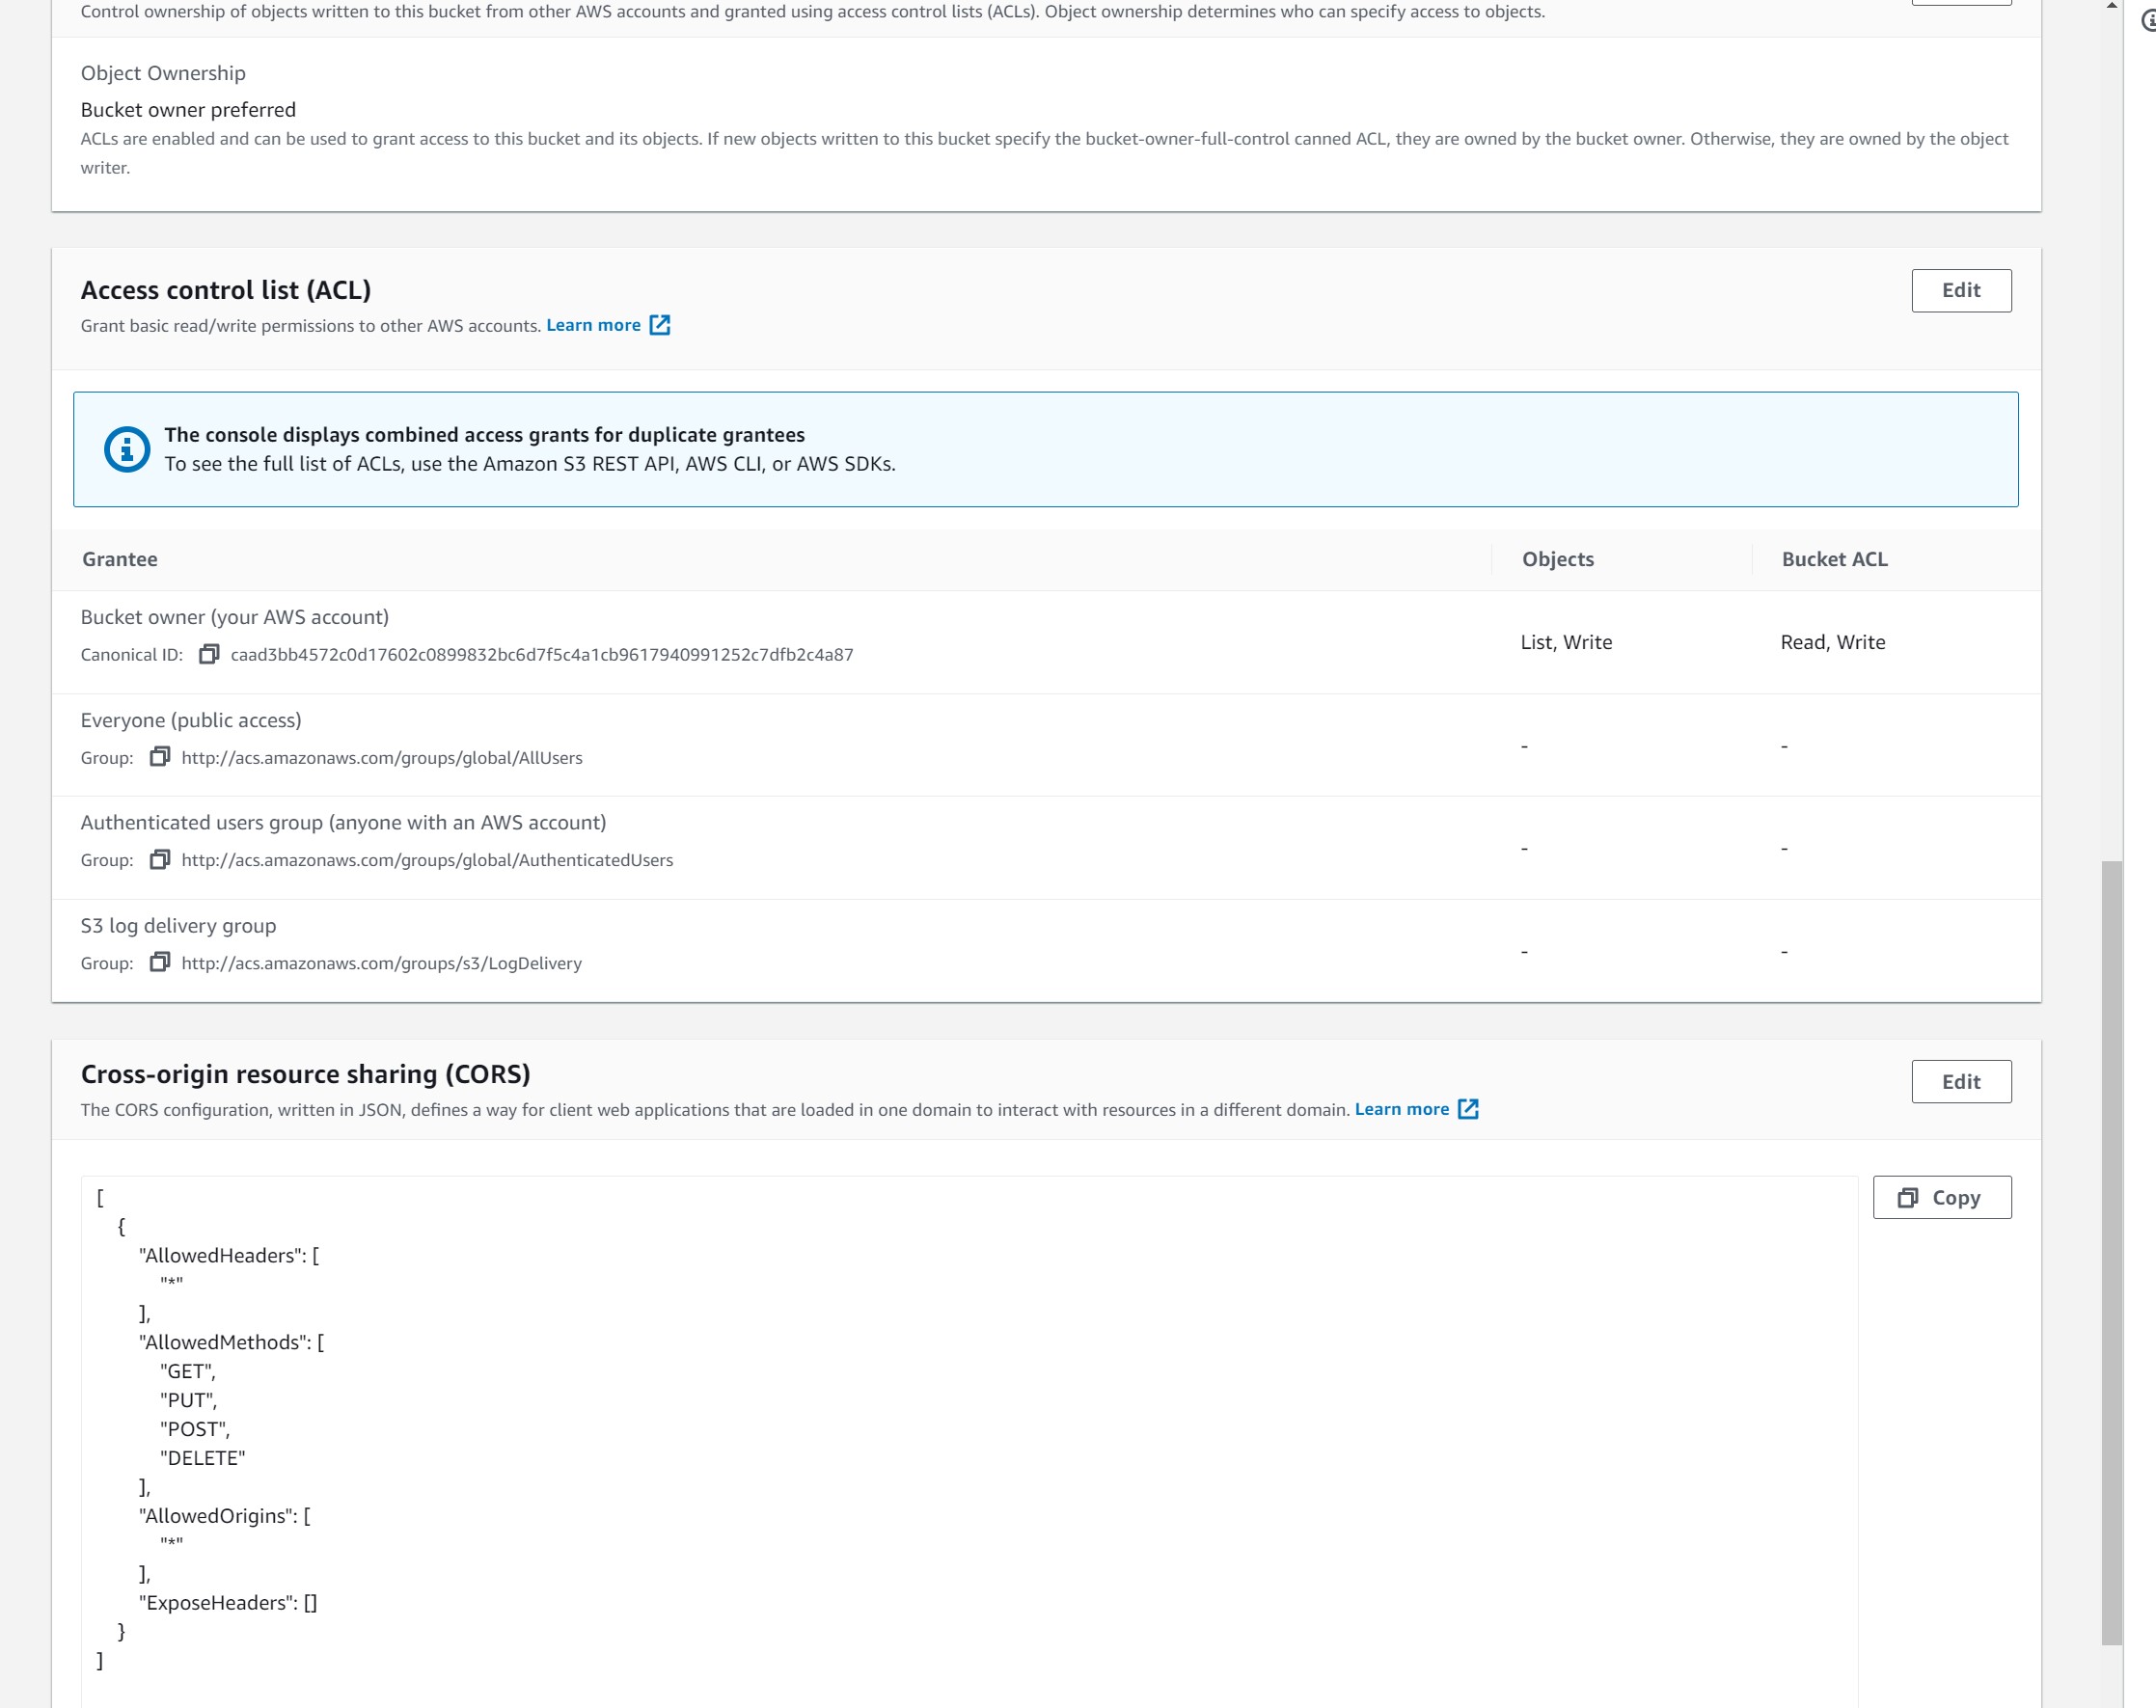 Control ownership of objects written to this bucket from other AWS accounts and granted using access control lists (ACLs). Object ownership determines who can specify access to objects.
Object Ownership
Bucket owner preferred
ACLs are enabled and can be used to grant access to this bucket and its objects. If new objects written to this bucket specify the bucket-owner-full-control canned ACL, they are owned by the bucket owner. Otherwise, they are owned by the object
writer.
Access control list (ACL)
Edit
Grant basic read/write permissions to other AWS accounts. Learn more
The console displays combined access grants for duplicate grantees
To see the full list of ACLs, use the Amazon S3 REST API, AWS CLI, or AWS SDKs.
Grantee Objects Bucket ACL
Bucket owner (your AWS account)
Canonical ID: caad3bb4572c0d17602c0899832bc6d7f5c4a1cb9617940991252c7dfb2c4a87
List, Write Read, Write
Everyone (public access)
Group: http://acs.amazonaws.com/groups/global/AllUsers
- -
Authenticated users group (anyone with an AWS account)
Group: http://acs.amazonaws.com/groups/global/AuthenticatedUsers
- -
S3 log delivery group
Group: http://acs.amazonaws.com/groups/s3/LogDelivery
- -
Cross-origin resource sharing (CORS)
Edit
The CORS configuration, written in JSON, defines a way for client web applications that are loaded in one domain to interact with resources in a different domain. Learn more
Copy
[
{
"AllowedHeaders": [
"*"
],
"AllowedMethods": [
"GET",
"PUT",
"POST",
"DELETE"
],
"AllowedOrigins": [
"*"
],
"ExposeHeaders": []
}
]